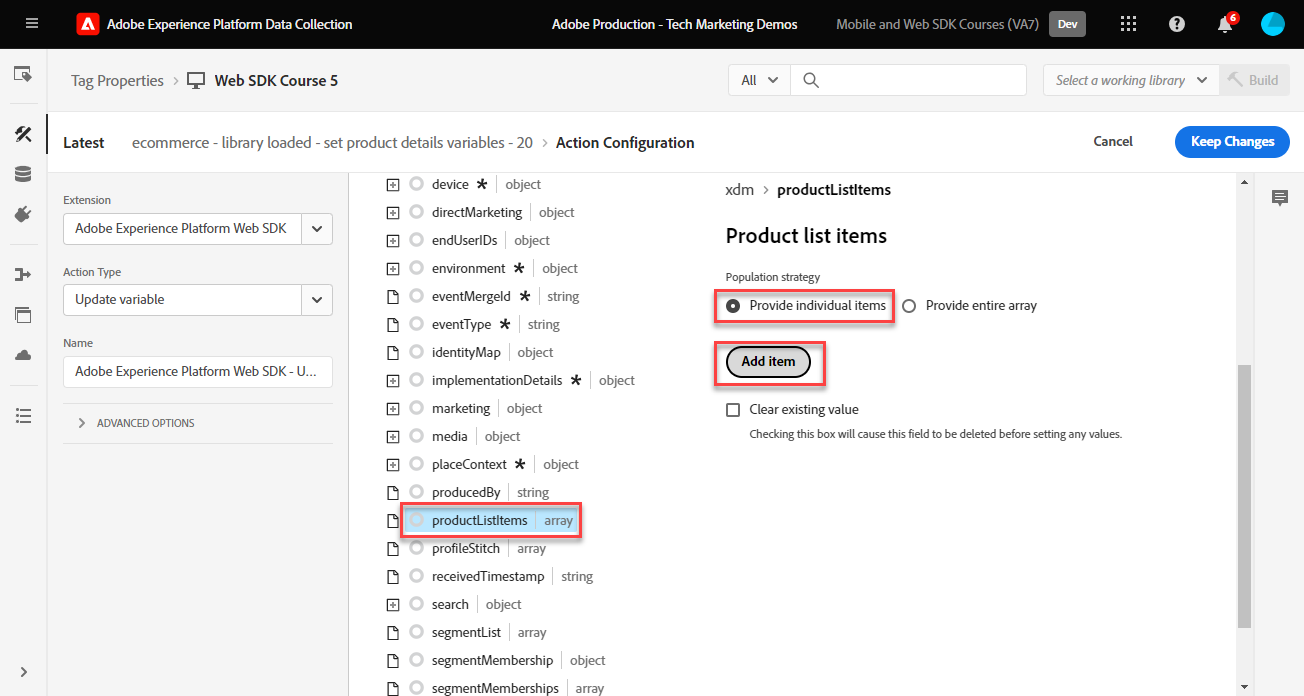 Adobe Experience Platform Data Collection
Adobe Production - Tech Marketing Demos
Mobile and Web SDK Courses (VA7) Dev
6
Tag Properties > Web SDK Course 5
All
Select a working library
Build
Latest
ecommerce - library loaded - set product details variables - 20 > Action Configuration
Cancel
Keep Changes
Extension
Adobe Experience Platform Web SDK
Action Type
Update variable
Name
Adobe Experience Platform Web SDK - U...
ADVANCED OPTIONS
device * | object
directMarketing | object
endUserIDs | object
environment * | object
eventMergeId * | string
eventType * | string
identityMap | object
implementationDetails * | object
marketing | object
media | object
placeContext * | object
producedBy | string
productListItems | array
profileStitch | array
receivedTimestamp | string
search | object
segmentList | array
segmentMembership | object
segmentMemberships | array
xdm > productListItems
Product list items
Population strategy
Provide individual items
Provide entire array
Add item
Clear existing value
Checking this box will cause this field to be deleted before setting any values.